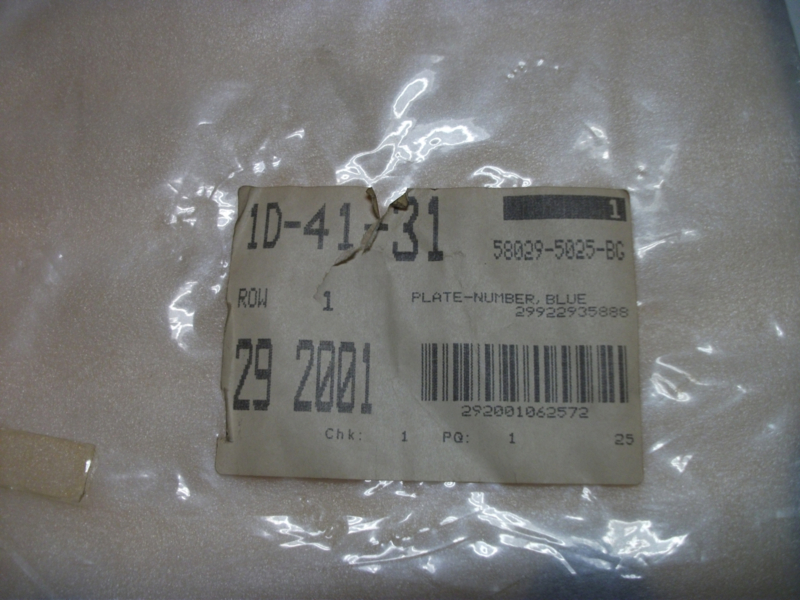 1D-41-31
1
58029-5025-BG
ROW 1
PLATE-NUMBER, BLUE
29922935888
29 2001
292001062572
Chk: 1 PQ: 1 25